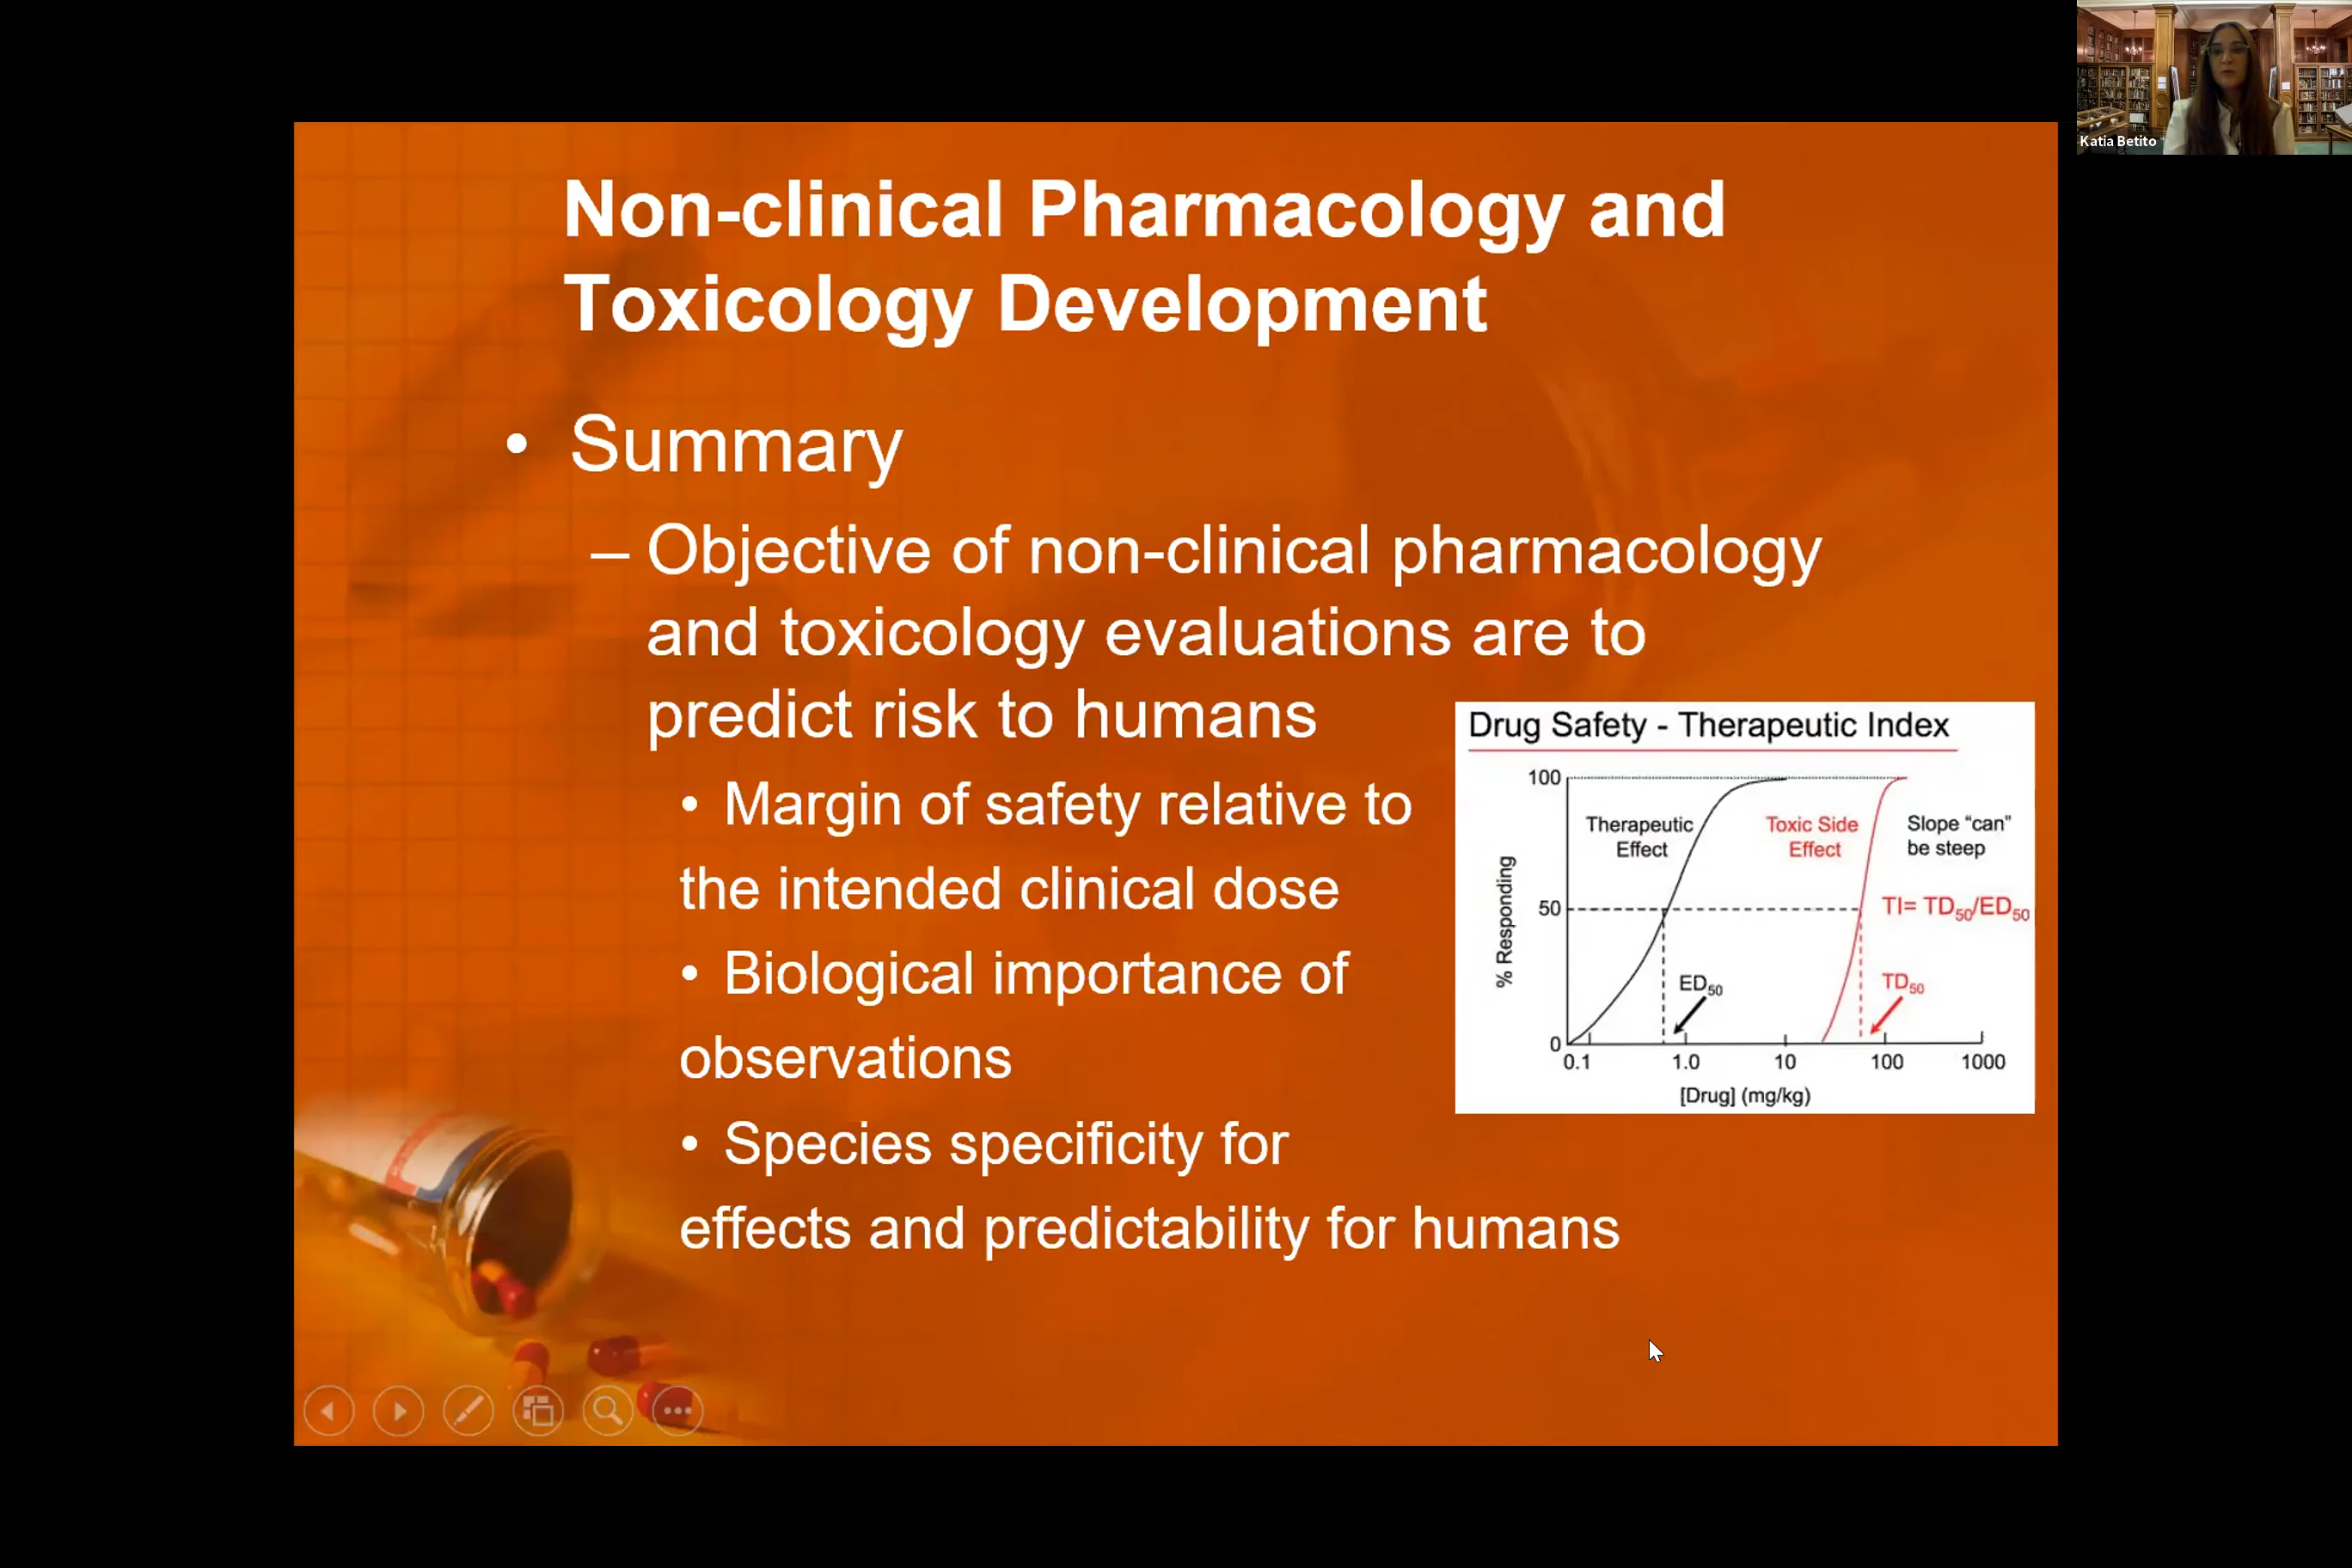 Katia Betito
Non-clinical Pharmacology and
Toxicology Development
• Summary
– Objective of non-clinical pharmacology
and toxicology evaluations are to
predict risk to humans
• Margin of safety relative to
the intended clinical dose
• Biological importance of
observations
• Species specificity for
effects and predictability for humans
Drug Safety - Therapeutic Index
100
Therapeutic
Effect
Toxic Side
Effect
Slope “can”
be steep
% Responding
50
TI= TD50/ED50
ED50
TD50
0
0.1 1.0 10 100 1000
[Drug] (mg/kg)